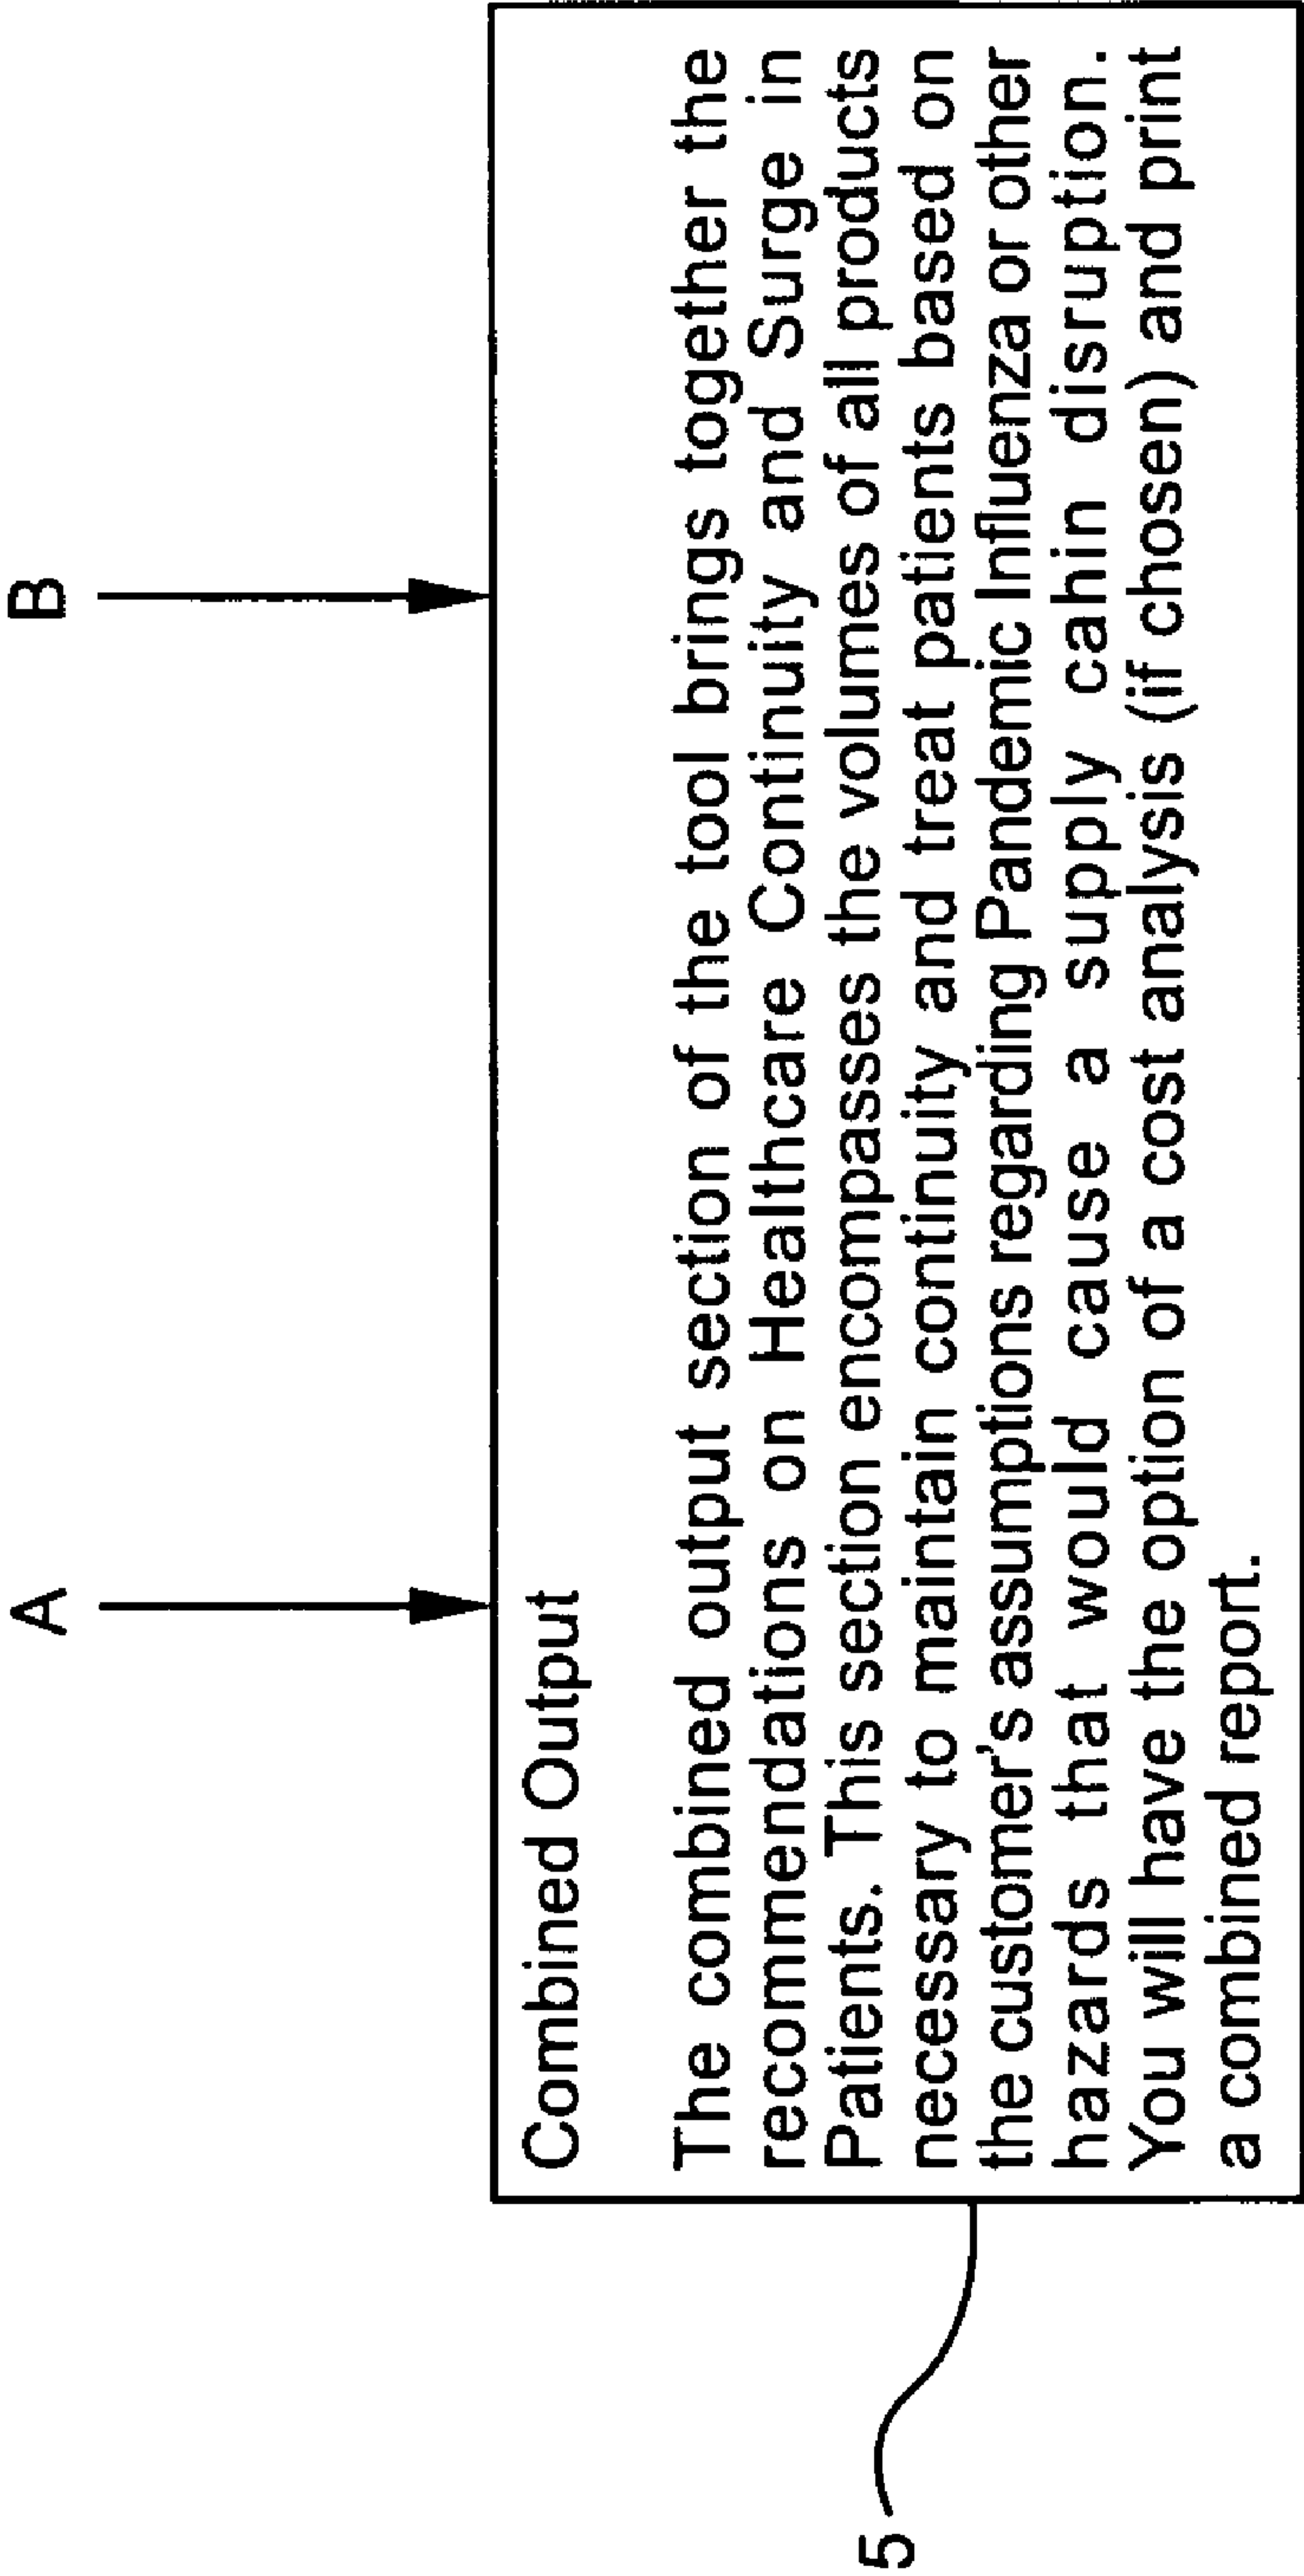 A
B
Combined Output
The combined output section of the tool brings together the
recommendations on Healthcare Continuity and Surge in
Patients. This section encompasses the volumes of all products
necessary to maintain continuity and treat patients based on
the customer's assumptions regarding Pandemic Influenza or other
hazards that would cause a supply cahin disruption.
You will have the option of a cost analysis (if chosen) and print
a combined report.
5